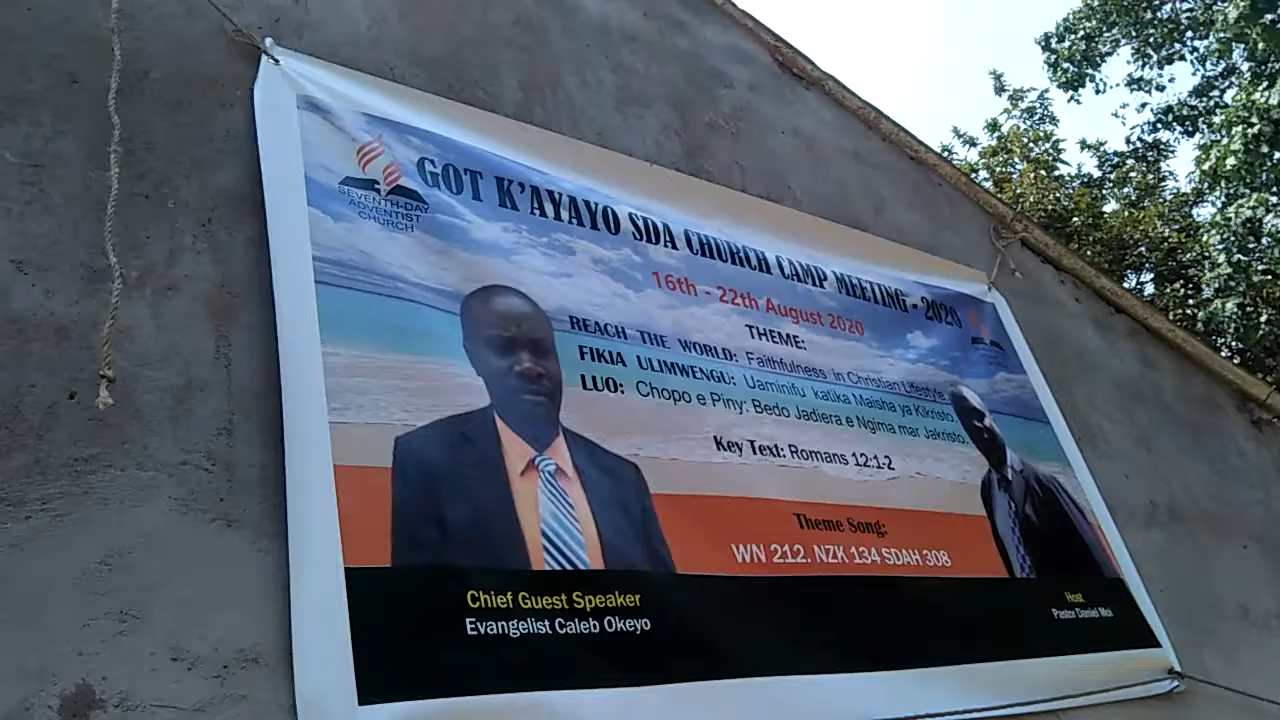 SEVENTH-DAY
ADVENTIST
CHURCH
GOT K'AYAYO SDA CHURCH CAMP MEETING - 2020
16th - 22th August 2020
THEME:
REACH THE WORLD: Faithfulness in Christian Lifestyle.
FIKIA ULIMWENGU: Uaminifu katika Maisha ya Kikristo.
LUO: Chopo e Piny: Bedo Jadiera e Ngima mar Jakristo.
Key Text: Romans 12:1-2
Theme Song:
WN 212. NZK 134 SDAH 308
Chief Guest Speaker
Evangelist Caleb Okeyo
Host
Pastor Daniel Moi